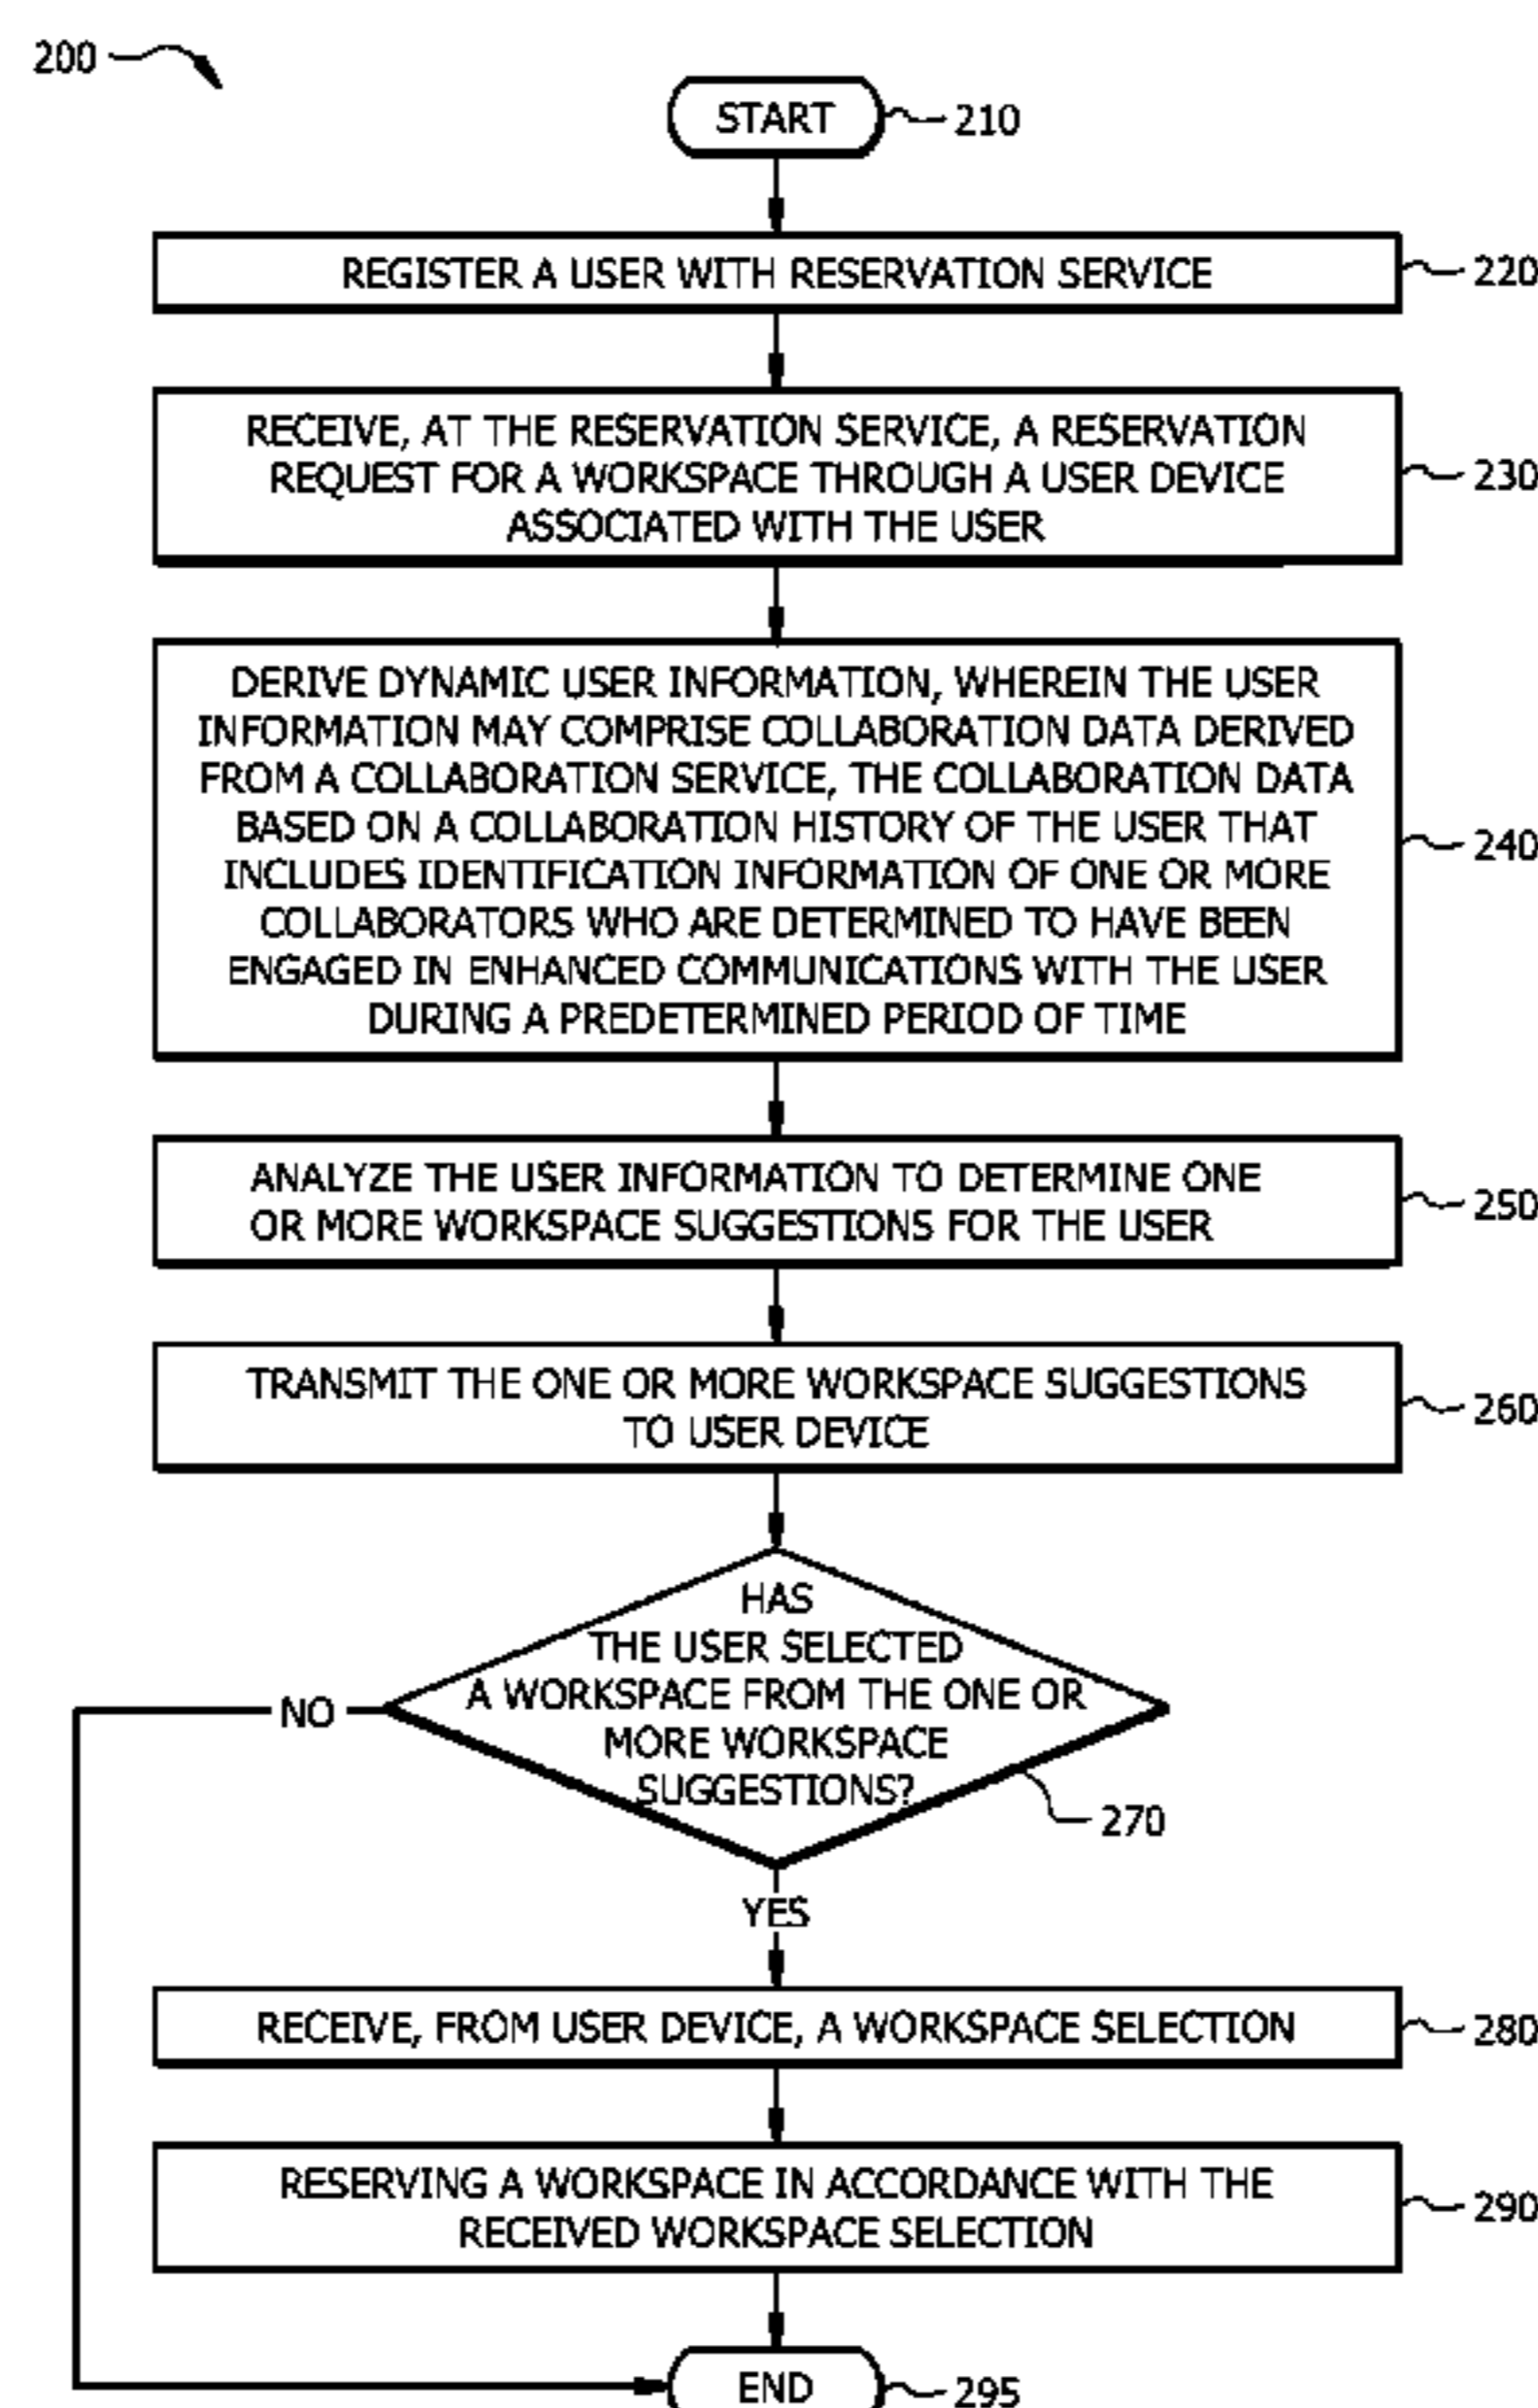 200
START
210
REGISTER A USER WITH RESERVATION SERVICE
220
RECEIVE, AT THE RESERVATION SERVICE, A RESERVATION
REQUEST FOR A WORKSPACE THROUGH A USER DEVICE
ASSOCIATED WITH THE USER
230
DERIVE DYNAMIC USER INFORMATION, WHEREIN THE USER
INFORMATION MAY COMPRISE COLLABORATION DATA DERIVED
FROM A COLLABORATION SERVICE, THE COLLABORATION DATA
BASED ON A COLLABORATION HISTORY OF THE USER THAT
INCLUDES IDENTIFICATION INFORMATION OF ONE OR MORE
COLLABORATORS WHO ARE DETERMINED TO HAVE BEEN
ENGAGED IN ENHANCED COMMUNICATIONS WITH THE USER
DURING A PREDETERMINED PERIOD OF TIME
240
ANALYZE THE USER INFORMATION TO DETERMINE ONE
OR MORE WORKSPACE SUGGESTIONS FOR THE USER
250
TRANSMIT THE ONE OR MORE WORKSPACE SUGGESTIONS
TO USER DEVICE
260
HAS
THE USER SELECTED
A WORKSPACE FROM THE ONE OR
MORE WORKSPACE
SUGGESTIONS?
NO
270
YES
RECEIVE, FROM USER DEVICE, A WORKSPACE SELECTION
280
RESERVING A WORKSPACE IN ACCORDANCE WITH THE
RECEIVED WORKSPACE SELECTION
290
END
295